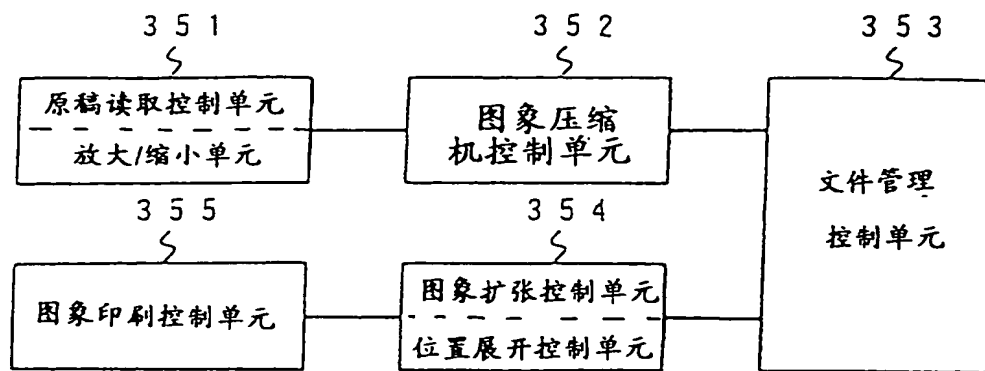 351
352
353
原稿读取控制单元
放大/缩小单元
图象压缩
机控制单元
文件管理
控制单元
355
354
图象印刷控制单元
图象扩张控制单元
位置展开控制单元